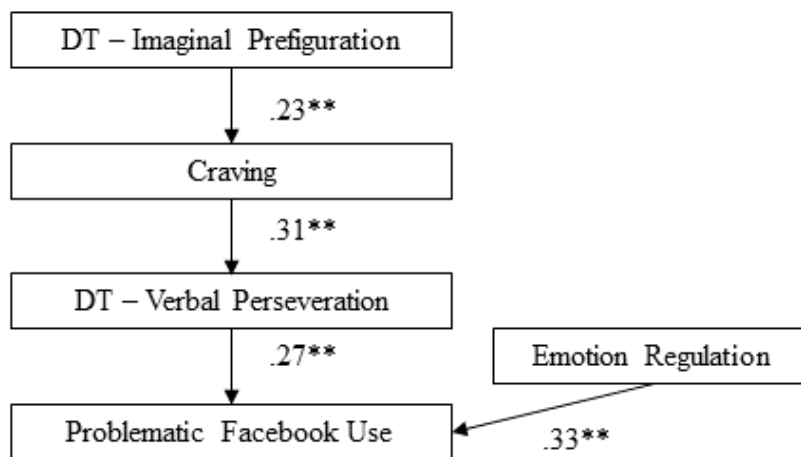 DT – Imaginal Prefiguration
.23**
Craving
.31**
DT – Verbal Perseveration
.27**
Emotion Regulation
Problematic Facebook Use
.33**